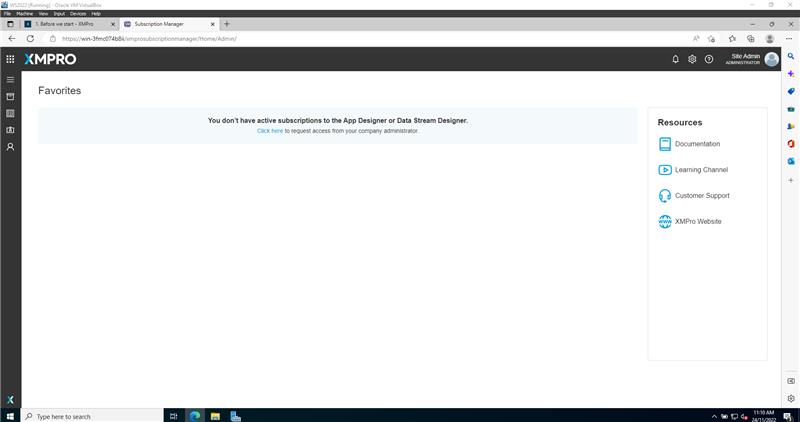 WS2022 [Running] - Oracle VM VirtualBox
File Machine View Input Devices Help
1. Before we start - XMPro
Subscription Manager
https://win-3fmc074b8ii/xmprosubscriptionmanager/Home/Admin/
XMPRO
Site Admin
ADMINISTRATOR
Favorites
You don't have active subscriptions to the App Designer or Data Stream Designer.
Click here to request access from your company administrator.
Resources
Documentation
Learning Channel
Customer Support
XMPro Website
Type here to search
11:10 AM
24/11/2022